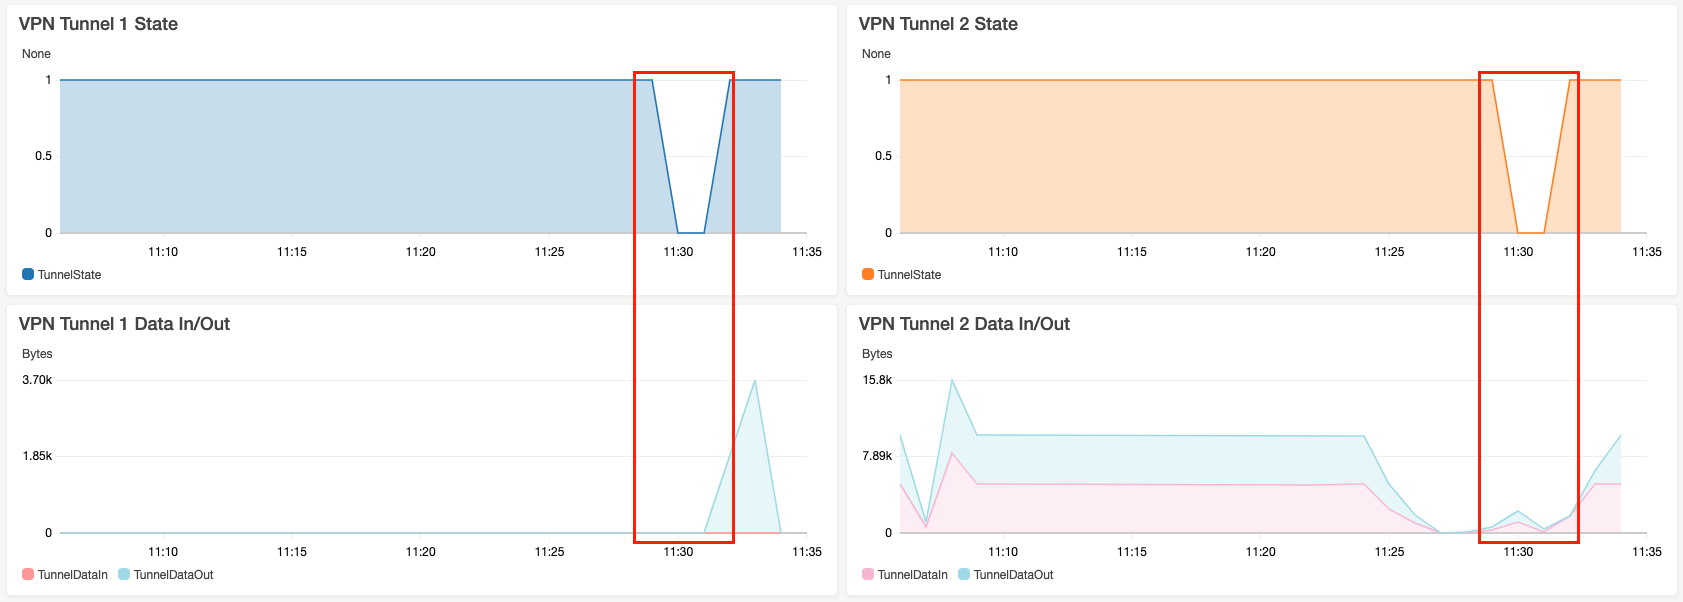 VPN Tunnel 1 State
None
1
0.5
0
11:10 11:15 11:20 11:25 11:30 11:35
TunnelState
VPN Tunnel 2 State
None
1
0.5
0
11:10 11:15 11:20 11:25 11:30 11:35
TunnelState
VPN Tunnel 1 Data In/Out
Bytes
3.70k
1.85k
0
11:10 11:15 11:20 11:25 11:30 11:35
TunnelDataIn TunnelDataOut
VPN Tunnel 2 Data In/Out
Bytes
15.8k
7.89k
0
11:10 11:15 11:20 11:25 11:30 11:35
TunnelDataIn TunnelDataOut